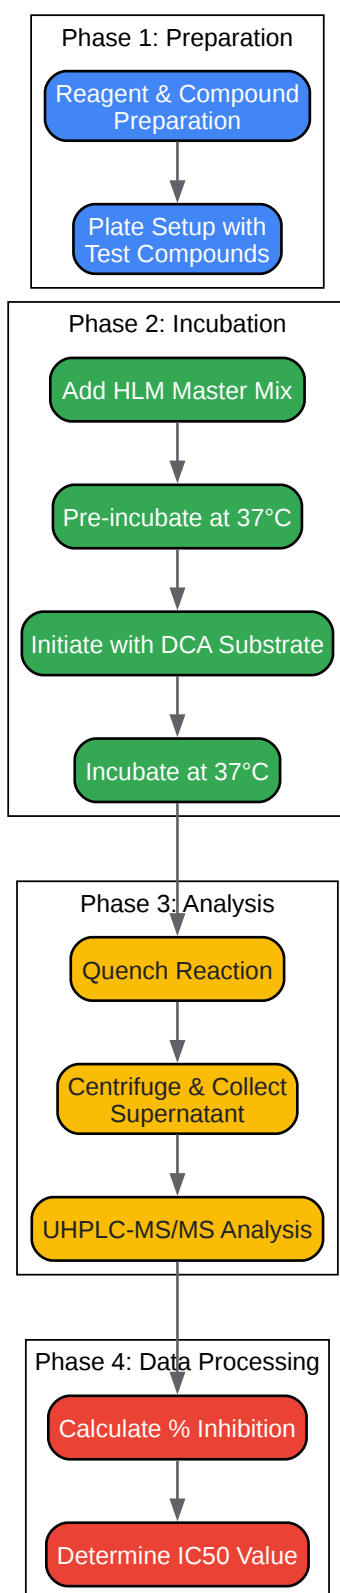 Phase 1: Preparation
Reagent & Compound
Preparation
Plate Setup with
Test Compounds
Phase 2: Incubation
Add HLM Master Mix
Pre-incubate at 37°C
Initiate with DCA Substrate
Incubate at 37°C
Phase 3: Analysis
Quench Reaction
Centrifuge & Collect
Supernatant
UHPLC-MS/MS Analysis
Phase 4: Data Processing
Calculate % Inhibition
Determine IC50 Value